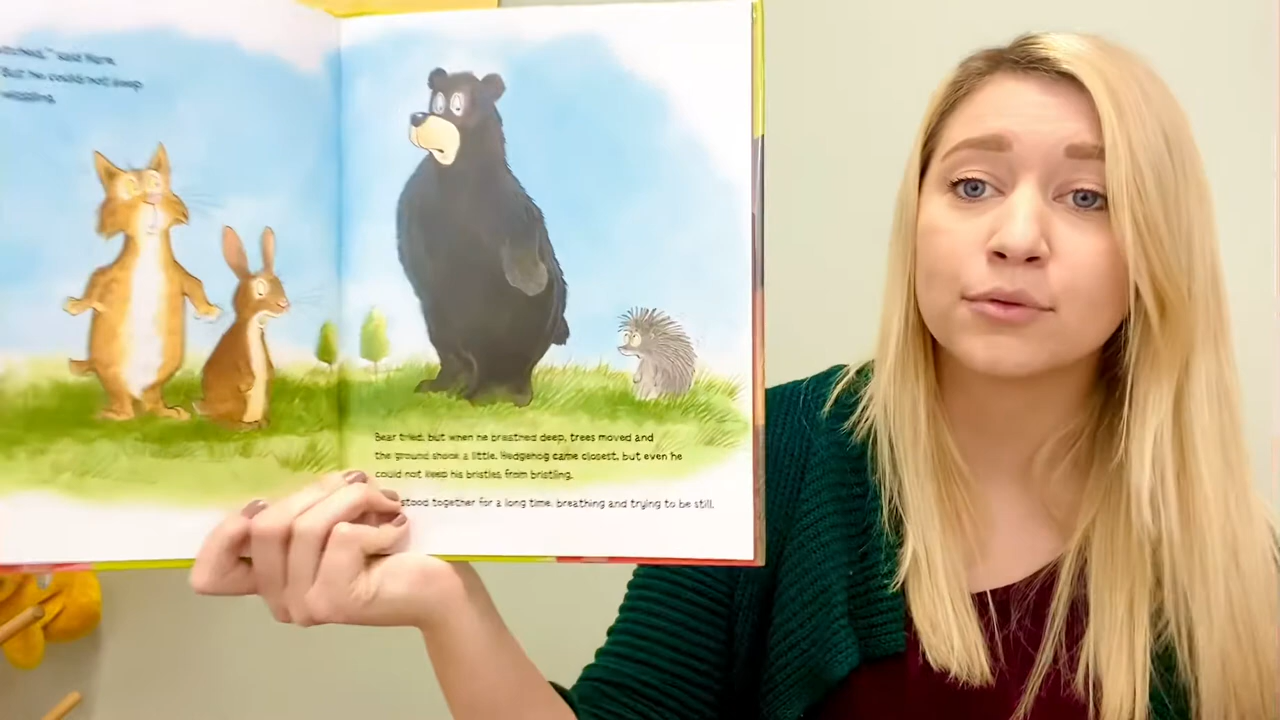 said Hare.
But he could not keep
Bear tried, but when he breathed deep, trees moved and
the ground shook a little. Hedgehog came closest, but even he
could not keep his bristles from bristling.
stood together for a long time, breathing and trying to be still.